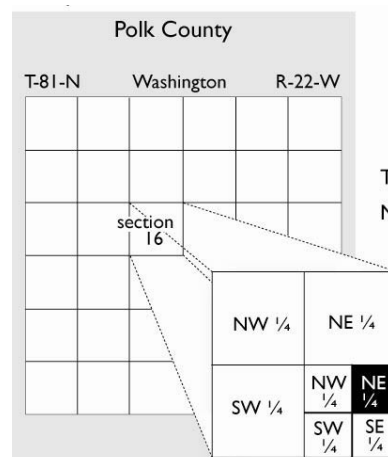 Polk County
T-81-N Washington R-22-W
section
16
NW ¼ NE ¼
SW ¼
NW
¼
NE
¼
SW
¼
SE
¼
T
N